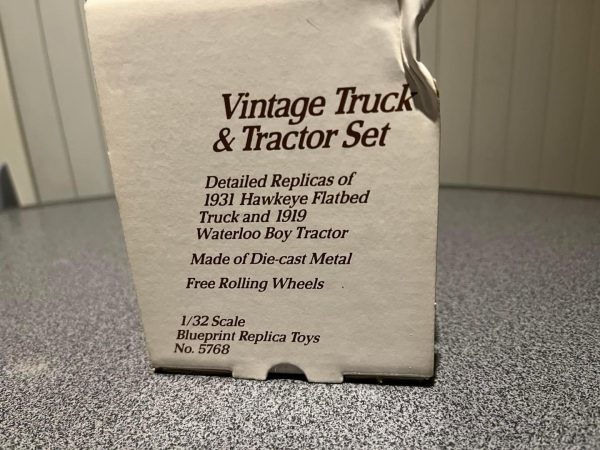 Vintage Truck
& Tractor Set
Detailed Replicas of
1931 Hawkeye Flatbed
Truck and 1919
Waterloo Boy Tractor
Made of Die-cast Metal
Free Rolling Wheels
1/32 Scale
Blueprint Replica Toys
No. 5768